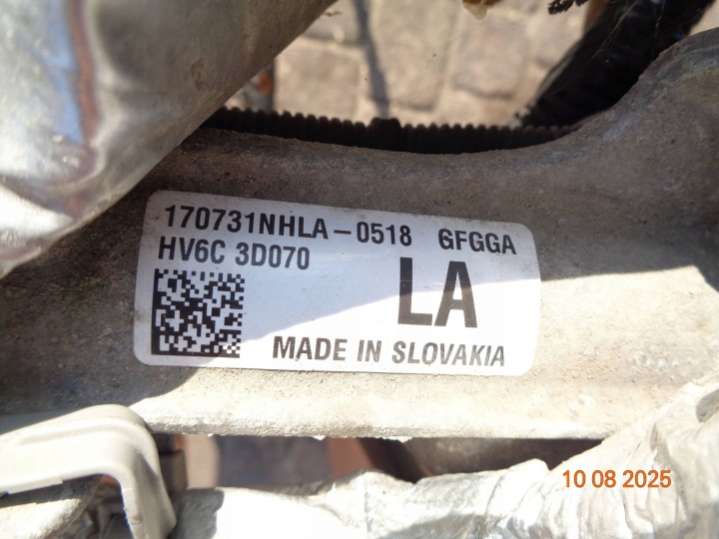 170731NHLA-0518 GFGGA
HV6C 3D070
LA
MADE IN SLOVAKIA
10 08 2025